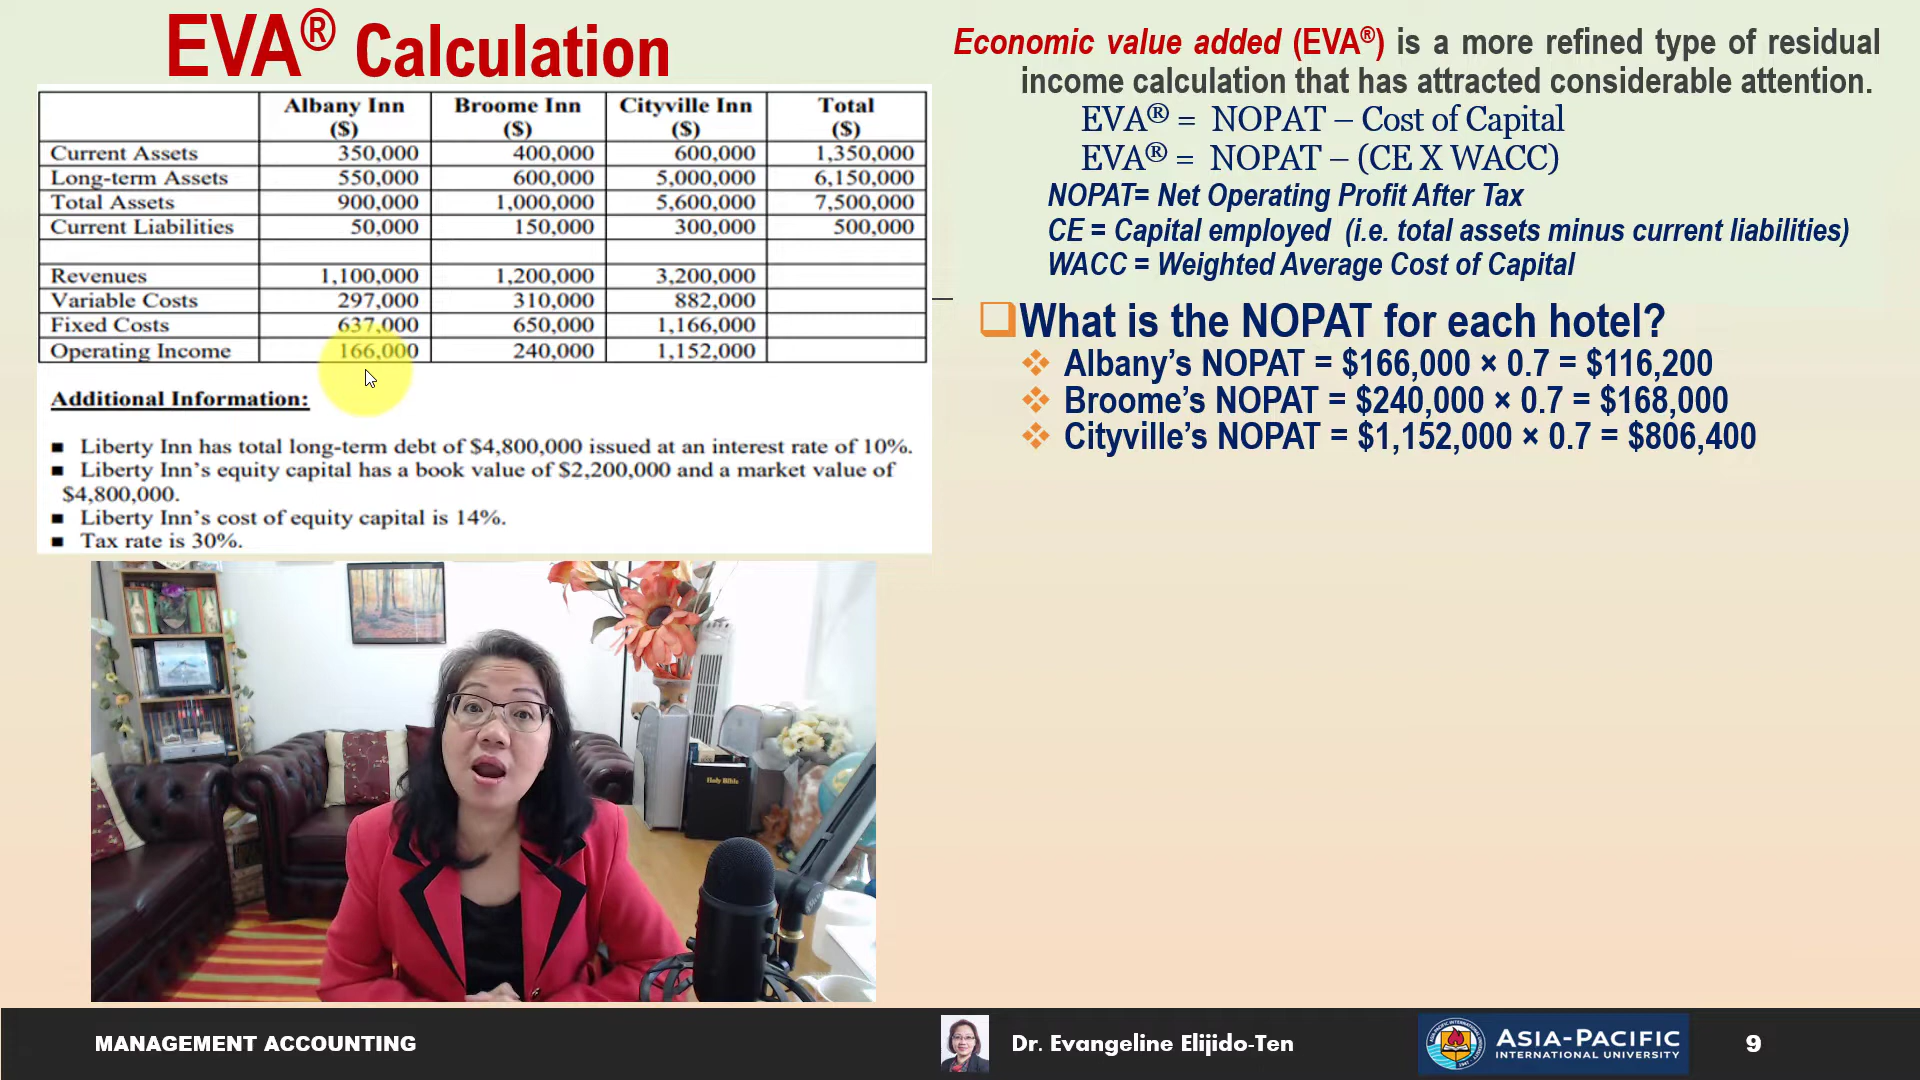 EVA® Calculation
Albany Inn ($) Broome Inn ($) Cityville Inn ($) Total ($)
Current Assets 350,000 400,000 600,000 1,350,000
Long-term Assets 550,000 600,000 5,000,000 6,150,000
Total Assets 900,000 1,000,000 5,600,000 7,500,000
Current Liabilities 50,000 150,000 300,000 500,000
Revenues 1,100,000 1,200,000 3,200,000
Variable Costs 297,000 310,000 882,000
Fixed Costs 637,000 650,000 1,166,000
Operating Income 166,000 240,000 1,152,000
Additional Information:
■ Liberty Inn has total long-term debt of $4,800,000 issued at an interest rate of 10%.
■ Liberty Inn's equity capital has a book value of $2,200,000 and a market value of
$4,800,000.
■ Liberty Inn's cost of equity capital is 14%.
■ Tax rate is 30%.
Economic value added (EVA®) is a more refined type of residual
income calculation that has attracted considerable attention.
EVA® = NOPAT – Cost of Capital
EVA® = NOPAT – (CE X WACC)
NOPAT= Net Operating Profit After Tax
CE = Capital employed (i.e. total assets minus current liabilities)
WACC = Weighted Average Cost of Capital
❑What is the NOPAT for each hotel?
❖ Albany's NOPAT = $166,000 × 0.7 = $116,200
❖ Broome's NOPAT = $240,000 × 0.7 = $168,000
❖ Cityville's NOPAT = $1,152,000 × 0.7 = $806,400
Holy Bible
MANAGEMENT ACCOUNTING
Dr. Evangeline Elijido-Ten
ASIA-PACIFIC
INTERNATIONAL UNIVERSITY
9